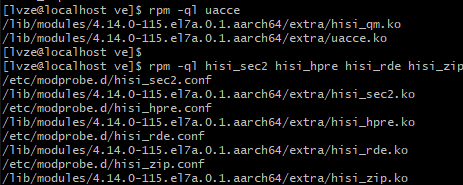 [lvze@localhost ve]$ rpm -ql uacce
/lib/modules/4.14.0-115.el7a.0.1.aarch64/extra/hisi_qm.ko
/lib/modules/4.14.0-115.el7a.0.1.aarch64/extra/uacce.ko
[lvze@localhost ve]$
[lvze@localhost ve]$ rpm -ql hisi_sec2 hisi_hpre hisi_rde hisi_zip
/etc/modprobe.d/hisi_sec2.conf
/lib/modules/4.14.0-115.el7a.0.1.aarch64/extra/hisi_sec2.ko
/etc/modprobe.d/hisi_hpre.conf
/lib/modules/4.14.0-115.el7a.0.1.aarch64/extra/hisi_hpre.ko
/etc/modprobe.d/hisi_rde.conf
/lib/modules/4.14.0-115.el7a.0.1.aarch64/extra/hisi_rde.ko
/etc/modprobe.d/hisi_zip.conf
/lib/modules/4.14.0-115.el7a.0.1.aarch64/extra/hisi_zip.ko